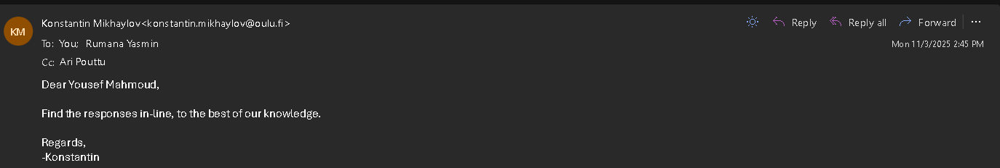 KM
Konstantin Mikhaylov<konstantin.mikhaylov@oulu.fi>
Reply
Reply all
Forward
To: You; Rumana Yasmin
Mon 11/3/2025 2:45 PM
Cc: Ari Pouttu
Dear Yousef Mahmoud,
Find the responses in-line, to the best of our knowledge.
Regards,
-Konstantin